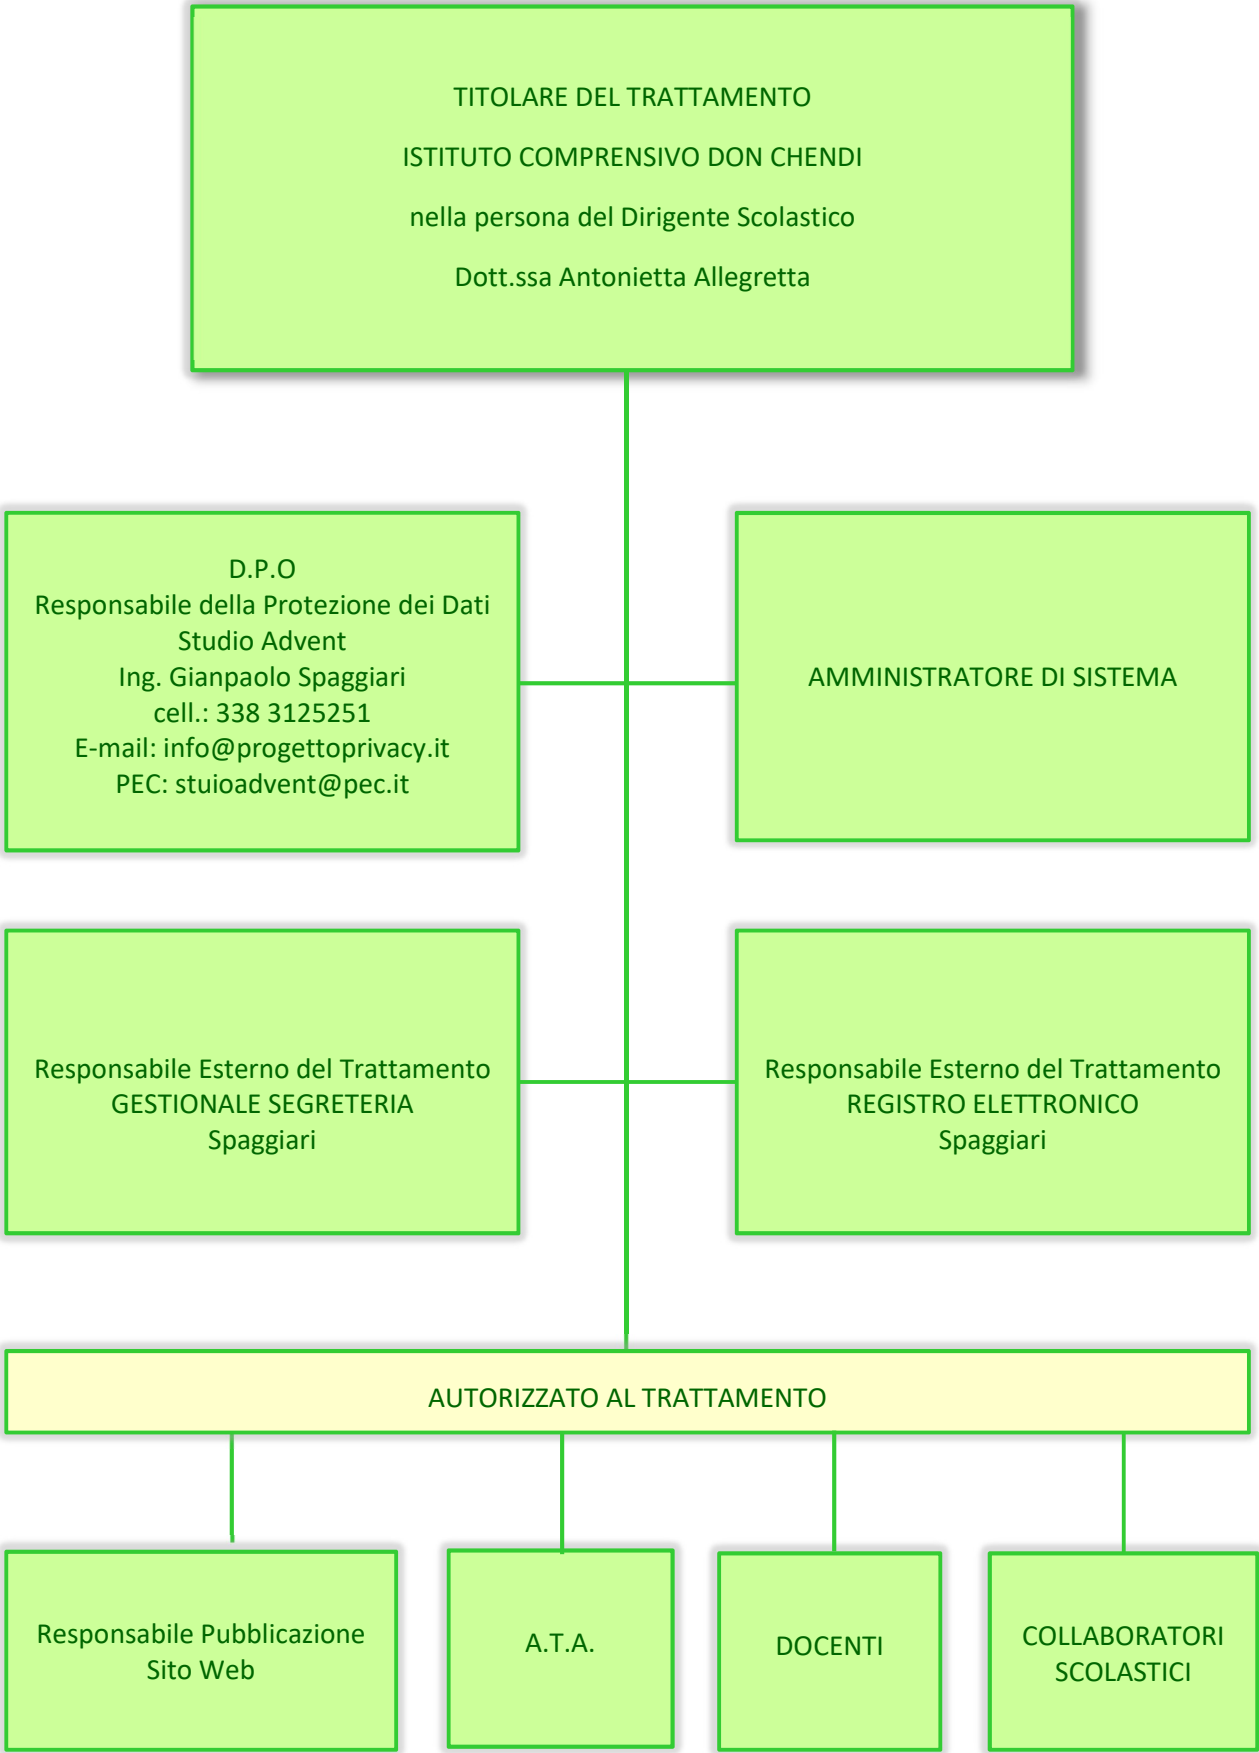 TITOLARE DEL TRATTAMENTO
ISTITUTO COMPRENSIVO DON CHENDI
nella persona del Dirigente Scolastico
Dott.ssa Antonietta Allegretta
D.P.O
Responsabile della Protezione dei Dati
Studio Advent
Ing. Gianpaolo Spaggiari
cell.: 338 3125251
E-mail: info@progettoprivacy.it
PEC: stuioadvent@pec.it
AMMINISTRATORE DI SISTEMA
Responsabile Esterno del Trattamento
GESTIONALE SEGRETERIA
Spaggiari
Responsabile Esterno del Trattamento
REGISTRO ELETTRONICO
Spaggiari
AUTORIZZATO AL TRATTAMENTO
Responsabile Pubblicazione
Sito Web
A.T.A.
DOCENTI
COLLABORATORI
SCOLASTICI